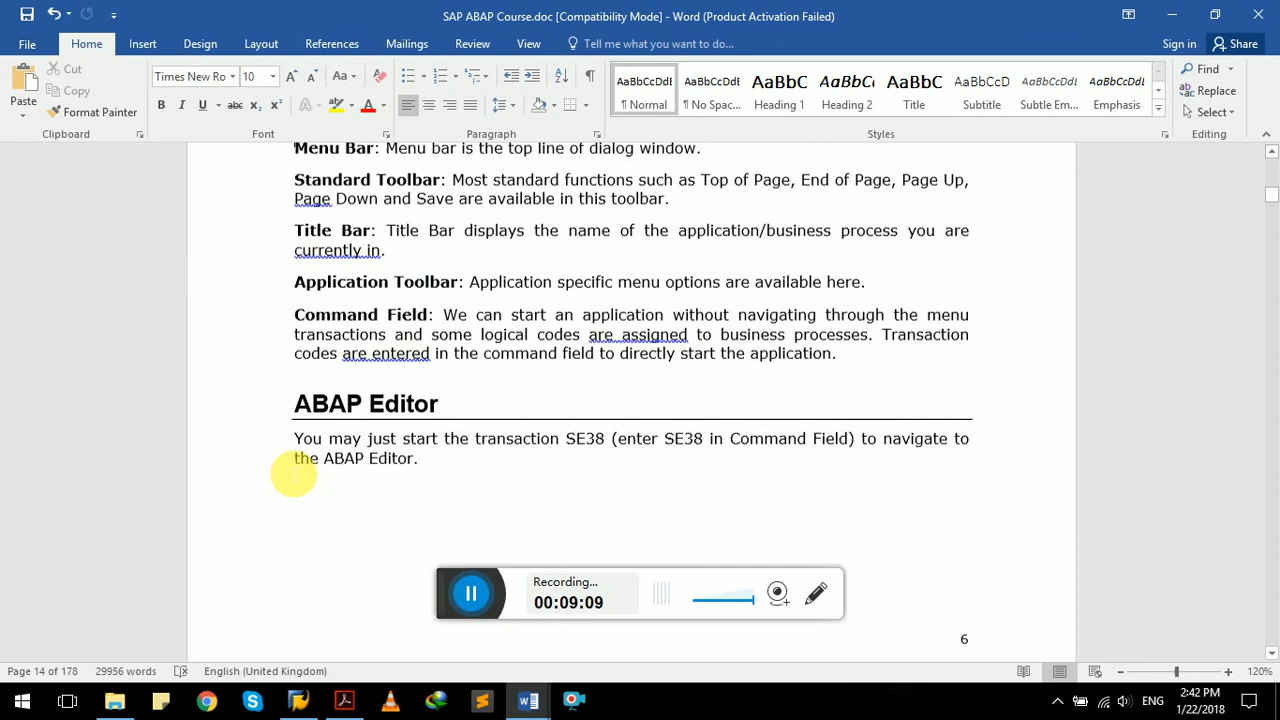 SAP ABAP Course.doc [Compatibility Mode] - Word (Product Activation Failed)
File Home Insert Design Layout References Mailings Review View Tell me what you want to do... Sign in Share
Cut
Copy
Format Painter
Paste
Times New Ro 10 Aa
B I U abc x₂ x² A A
AaBbCcDdE AaBbCcDdE AaBbC AaBbCcE AaBbC AaBbCcD AaBbCcDdE AaBbCcDdE
¶ Normal ¶ No Spac... Heading 1 Heading 2 Title Subtitle Subtle Em... Emphasis
Find
Replace
Select
Clipboard Font Paragraph Styles Editing
Menu Bar: Menu bar is the top line of dialog window.
Standard Toolbar: Most standard functions such as Top of Page, End of Page, Page Up,
Page Down and Save are available in this toolbar.
Title Bar: Title Bar displays the name of the application/business process you are
currently in.
Application Toolbar: Application specific menu options are available here.
Command Field: We can start an application without navigating through the menu
transactions and some logical codes are assigned to business processes. Transaction
codes are entered in the command field to directly start the application.
ABAP Editor
You may just start the transaction SE38 (enter SE38 in Command Field) to navigate to
the ABAP Editor.
Recording...
00:09:09
6
Page 14 of 178 29956 words English (United Kingdom) 120%
ENG
2:42 PM
1/22/2018